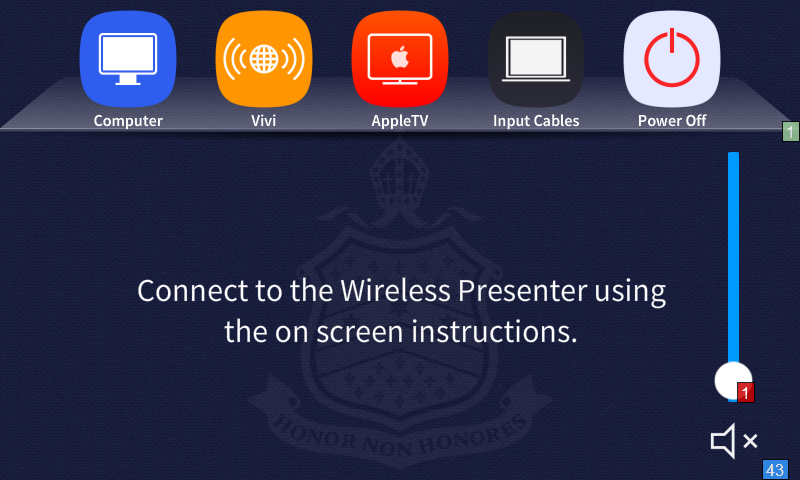 Computer
Vivi
AppleTV
Input Cables
Power Off
1
Connect to the Wireless Presenter using
the on screen instructions.
1
HONOR NON HONORES
43